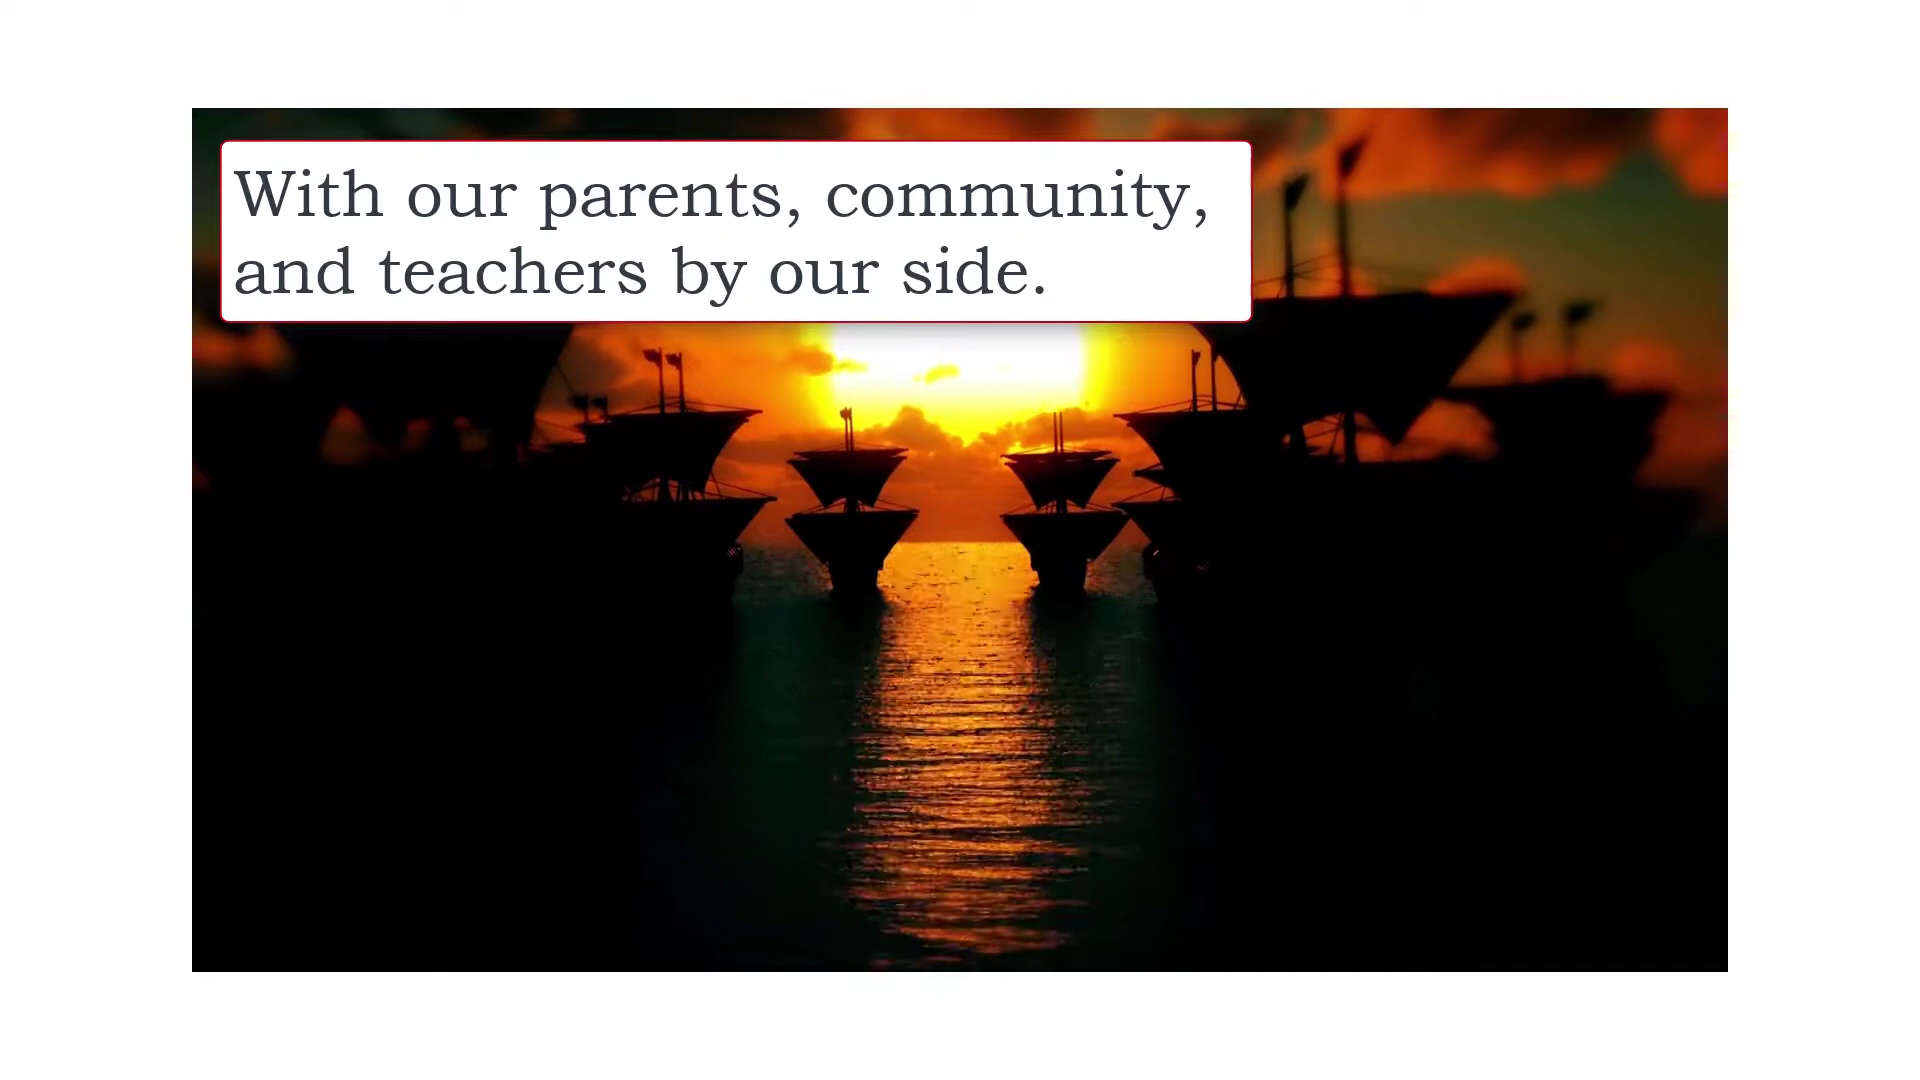 With our parents, community,
and teachers by our side.